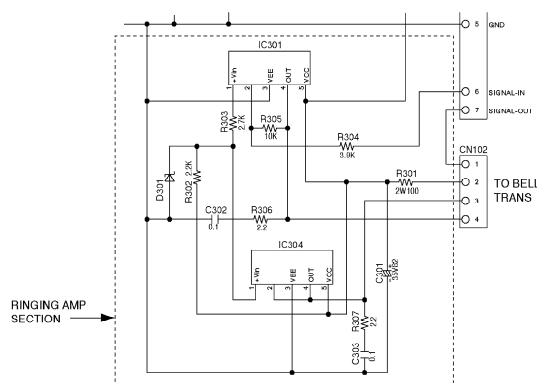 5 GND
IC301
+Vin
VEE
OUT
VCC
1
2
3
4
5
6 SIGNAL-IN
7 SIGNAL-OUT
R303
2.7K
R305
10K
R304
3.9K
CN102
1
2
3
4
TO BELL
TRANS
R301
2W100
D301
R302
2.2K
C302
0.1
R306
2.2
IC304
+Vin
VEE
OUT
VCC
1
2
3
4
5
C301
35V82
+
R307
2.2
C303
0.1
RINGING AMP
SECTION